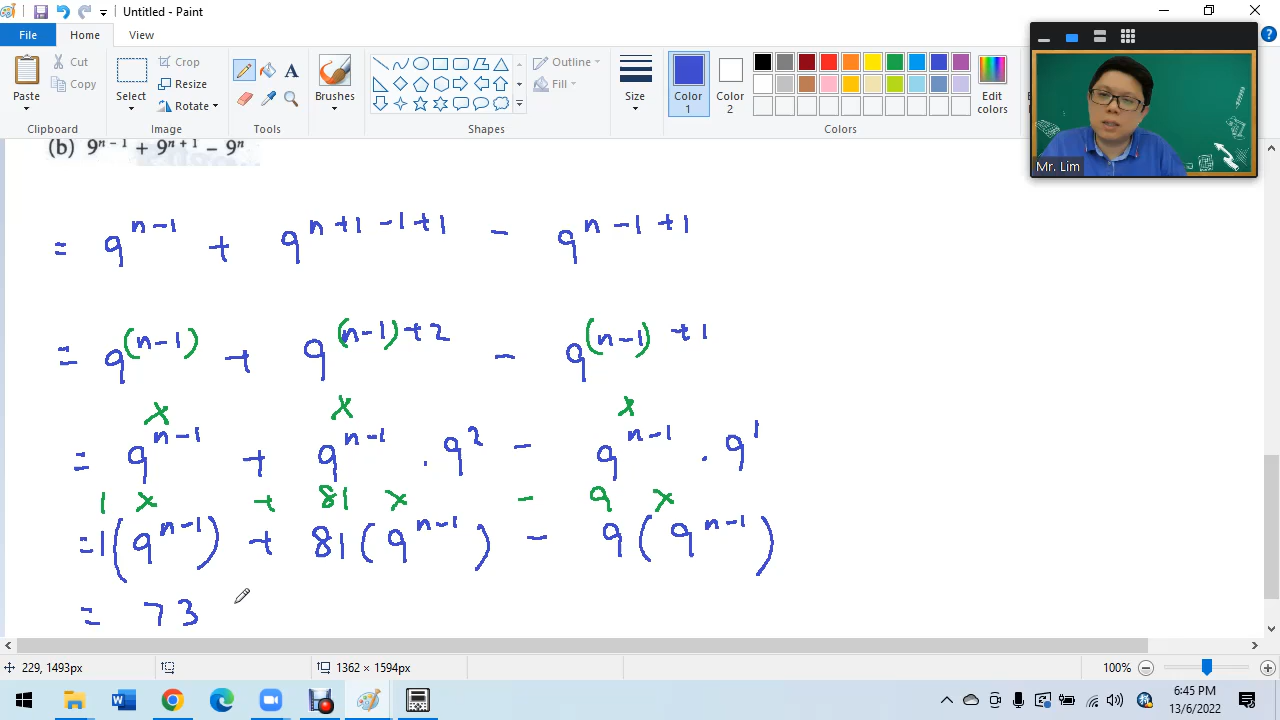 Untitled - Paint
File Home View
Paste Cut Copy Clipboard
Select Crop Resize Rotate Image
Tools
Brushes
Outline Fill Shapes
Size
Color 1 Color 2 Edit colors Colors
Mr. Lim
(b) 9ⁿ⁻¹ + 9ⁿ⁺¹ − 9ⁿ
= 9ⁿ⁻¹ + 9ⁿ⁺¹⁻¹⁺¹ − 9ⁿ⁻¹⁺¹
= 9⁽ⁿ⁻¹⁾ + 9⁽ⁿ⁻¹⁾⁺² − 9⁽ⁿ⁻¹⁾⁺¹
x x x
= 9ⁿ⁻¹ + 9ⁿ⁻¹ . 9² − 9ⁿ⁻¹ . 9¹
1 x + 81 x − 9 x
= 1(9ⁿ⁻¹) + 81(9ⁿ⁻¹) − 9(9ⁿ⁻¹)
= 73
229, 1493px 1362 × 1594px 100%
6:45 PM
13/6/2022